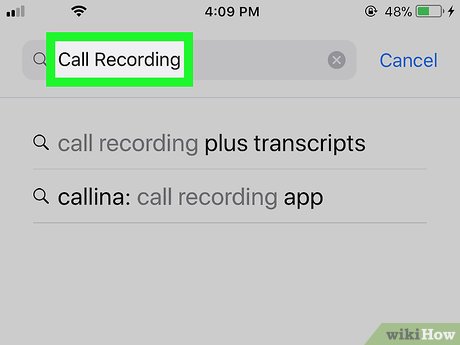 4:09 PM
48%
Call Recording
Cancel
call recording plus transcripts
callina: call recording app
wikiHow